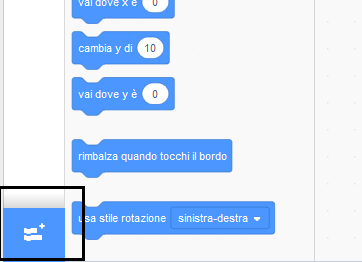 vai dove x è 0
cambia y di 10
vai dove y è 0
rimbalza quando tocchi il bordo
usa stile rotazione sinistra-destra